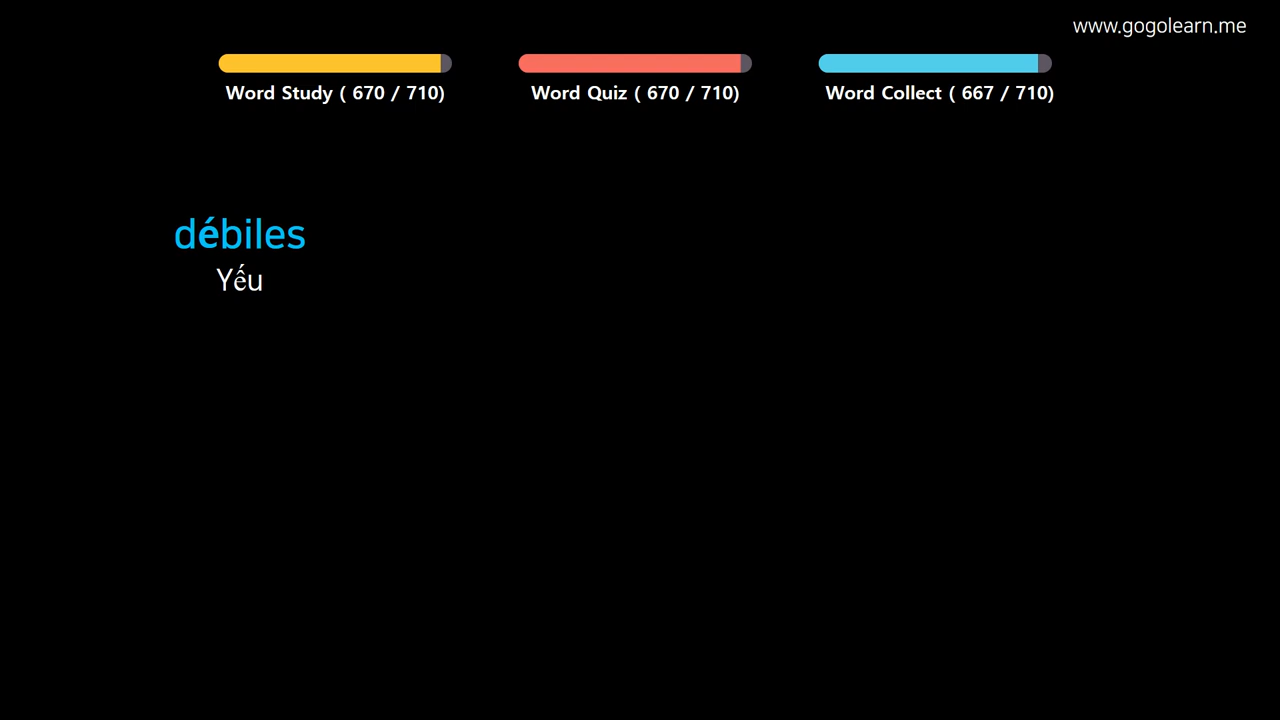 www.gogolearn.me
Word Study ( 670 / 710)
Word Quiz ( 670 / 710)
Word Collect ( 667 / 710)
débiles
Yếu